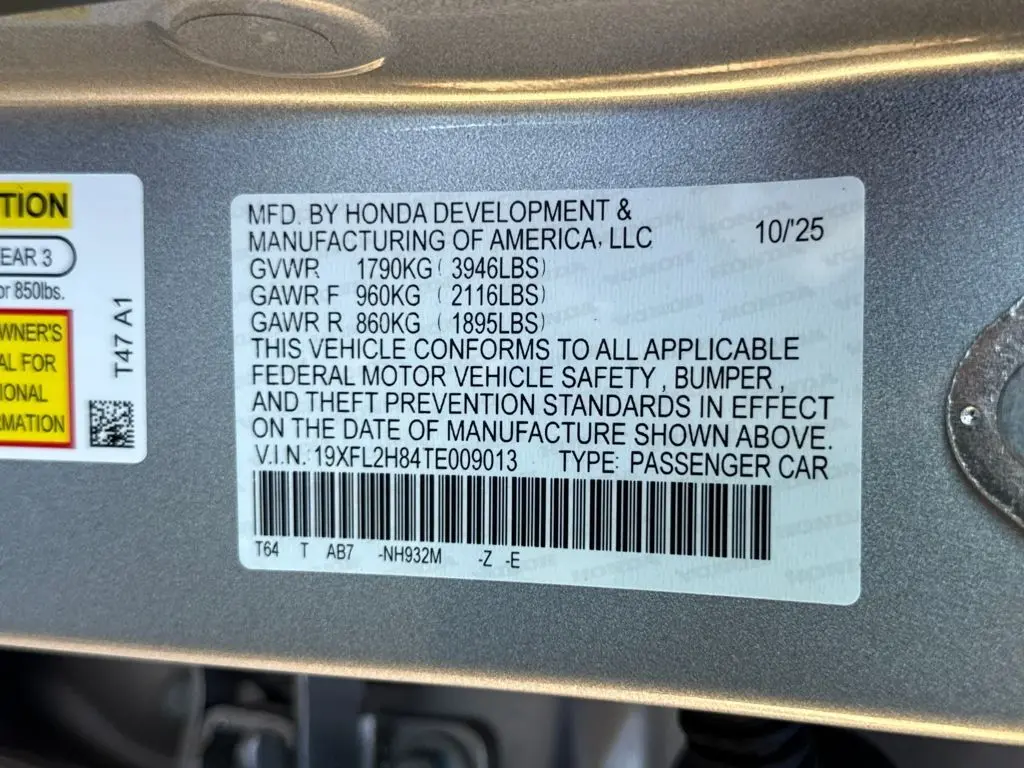 TION
EAR 3
or 850lbs.
WNER'S
AL FOR
IONAL
RMATION
T47 A1
MFD. BY HONDA DEVELOPMENT &
MANUFACTURING OF AMERICA, LLC 10/'25
GVWR 1790KG ( 3946LBS)
GAWR F 960KG ( 2116LBS)
GAWR R 860KG ( 1895LBS)
THIS VEHICLE CONFORMS TO ALL APPLICABLE
FEDERAL MOTOR VEHICLE SAFETY , BUMPER ,
AND THEFT PREVENTION STANDARDS IN EFFECT
ON THE DATE OF MANUFACTURE SHOWN ABOVE.
V.I.N.: 19XFL2H84TE009013 TYPE: PASSENGER CAR
T64 T AB7 -NH932M -Z -E